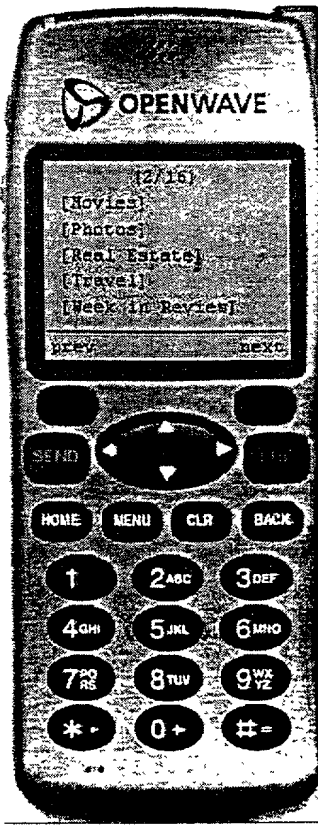 OPENWAVE
(2/16)
[Movies]
[Photos]
[Real Estate]
[Travel]
[Week in Review]
prev next
SEND
HOME MENU CLR BACK
1 2ABC 3DEF
4GHI 5JKL 6MNO
7PQRS 8TUV 9WXYZ
* 0+ #